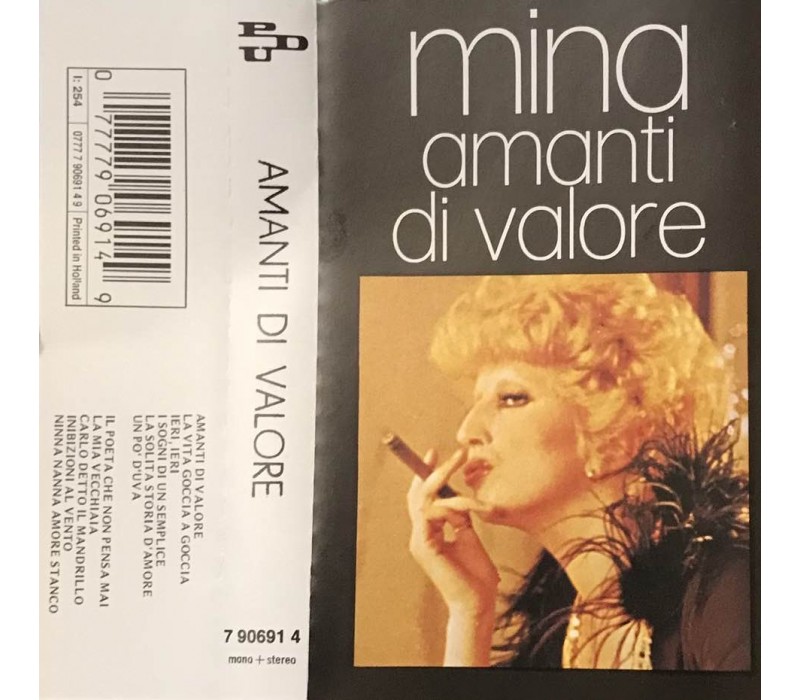 mina
amanti
di valore
PDU
AMANTI DI VALORE
7 90691 4
mono + stereo
0 77779 06914 9
I: 254
0777 7 90691 4 9
Printed in Holland
AMANTI DI VALORE
LA VITA GOCCIA A GOCCIA
IERI, IERI
I SOGNI DI UN SEMPLICE
LA SOLITA STORIA D'AMORE
UN PO' D'UVA
IL POETA CHE NON PENSA MAI
LA MIA VECCHIAIA
CARLO DETTO IL MANDRILLO
INIBIZIONI AL VENTO
NINNA NANNA AMORE STANCO